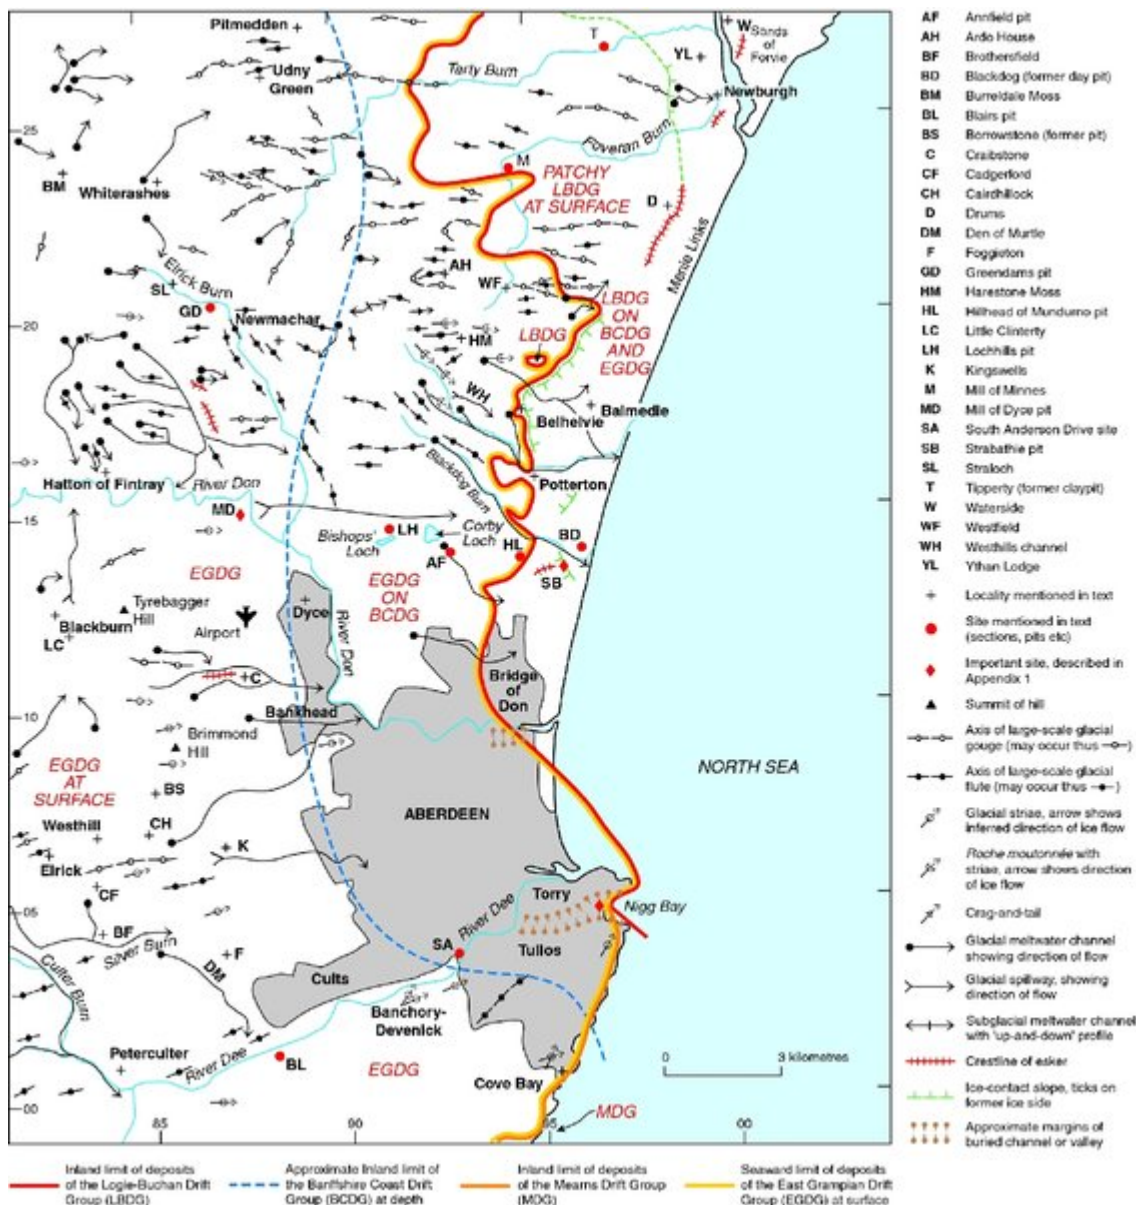 Pitmedden
Udny
Green
Tarty Burn
T
YL
W
Sands
of
Forvie
Newburgh
Foveran Burn
25
BM
Whiterashes
M
PATCHY
LBDG
AT SURFACE
D
Menie Links
Elrick Burn
SL
GD
Newmachar
AH
WF
LBDG
ON
BCDG
AND
EGDG
20
HM
LBDG
WH
Belhelvie
Balmedie
Hatton of Fintray
River Don
Blackdog Burn
Potterton
15
MD
Bishops'
Loch
LH
Corby
Loch
AF
HL
BD
SB
EGDG
EGDG
ON
BCDG
Tyrebagger
Hill
Airport
Dyce
River Don
Blackburn
LC
C
Bankhead
Bridge
of
Don
10
Brimmond
Hill
EGDG
AT
SURFACE
BS
NORTH SEA
ABERDEEN
Westhill
CH
K
Elrick
CF
05
BF
Silver Burn
F
DM
Culter Burn
SA
River Dee
Torry
Nigg Bay
Tullos
Cults
Banchory-
Devenick
Peterculter
River Dee
BL
EGDG
Cove Bay
0
3 kilometres
00
MDG
85
90
95
00
AF Annfield pit
AH Ardo House
BF Brothersfield
BD Blackdog (former day pit)
BM Burreldale Moss
BL Blairs pit
BS Borrowstone (former pit)
C Craibstone
CF Cadgerford
CH Cairdhillock
D Drums
DM Den of Murtle
F Foggieton
GD Greendams pit
HM Harestone Moss
HL Hillhead of Mundurno pit
LC Little Clinterty
LH Lochhills pit
K Kingswells
M Mill of Minnes
MD Mill of Dyce pit
SA South Anderson Drive site
SB Strabathie pit
SL Straloch
T Tipperty (former claypit)
W Waterside
WF Westfield
WH Westhills channel
YL Ythan Lodge
Locality mentioned in text
Site mentioned in text
(sections, pits etc)
Important site, described in
Appendix 1
Summit of hill
Axis of large-scale glacial
gouge (may occur thus )
Axis of large-scale glacial
flute (may occur thus )
Glacial striae, arrow shows
inferred direction of ice flow
Roche moutonnée with
striae, arrow shows direction
of ice flow
Crag-and-tail
Glacial meltwater channel
showing direction of flow
Glacial spillway, showing
direction of flow
Subglacial meltwater channel
with 'up-and-down' profile
Crestline of esker
Ice-contact slope, ticks on
former ice side
Approximate margins of
buried channel or valley
Inland limit of deposits
of the Logie-Buchan Drift
Group (LBDG)
Approximate Inland limit of
the Banffshire Coast Drift
Group (BCDG) at depth
Inland limit of deposits
of the Mearns Drift Group
(MDG)
Seaward limit of deposits
of the East Grampian Drift
Group (EGDG) at surface